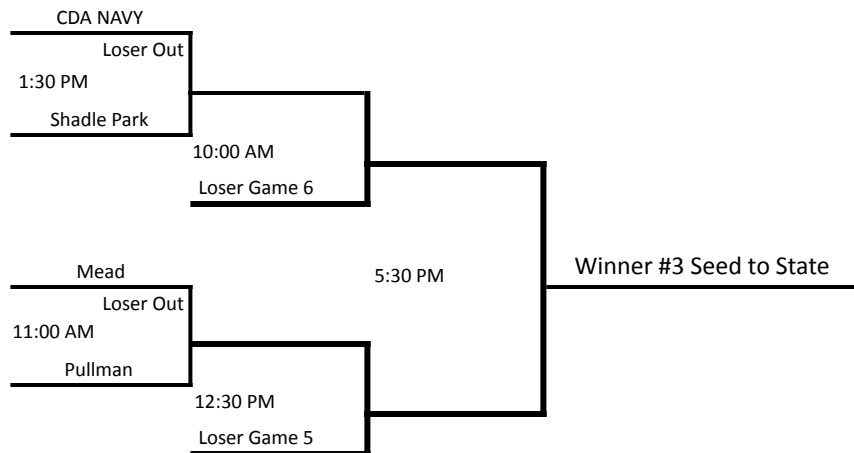 CDA NAVY
Loser Out
1:30 PM
Shadle Park
10:00 AM
Loser Game 6
Mead
Loser Out
11:00 AM
Pullman
12:30 PM
Loser Game 5
5:30 PM
Winner #3 Seed to State